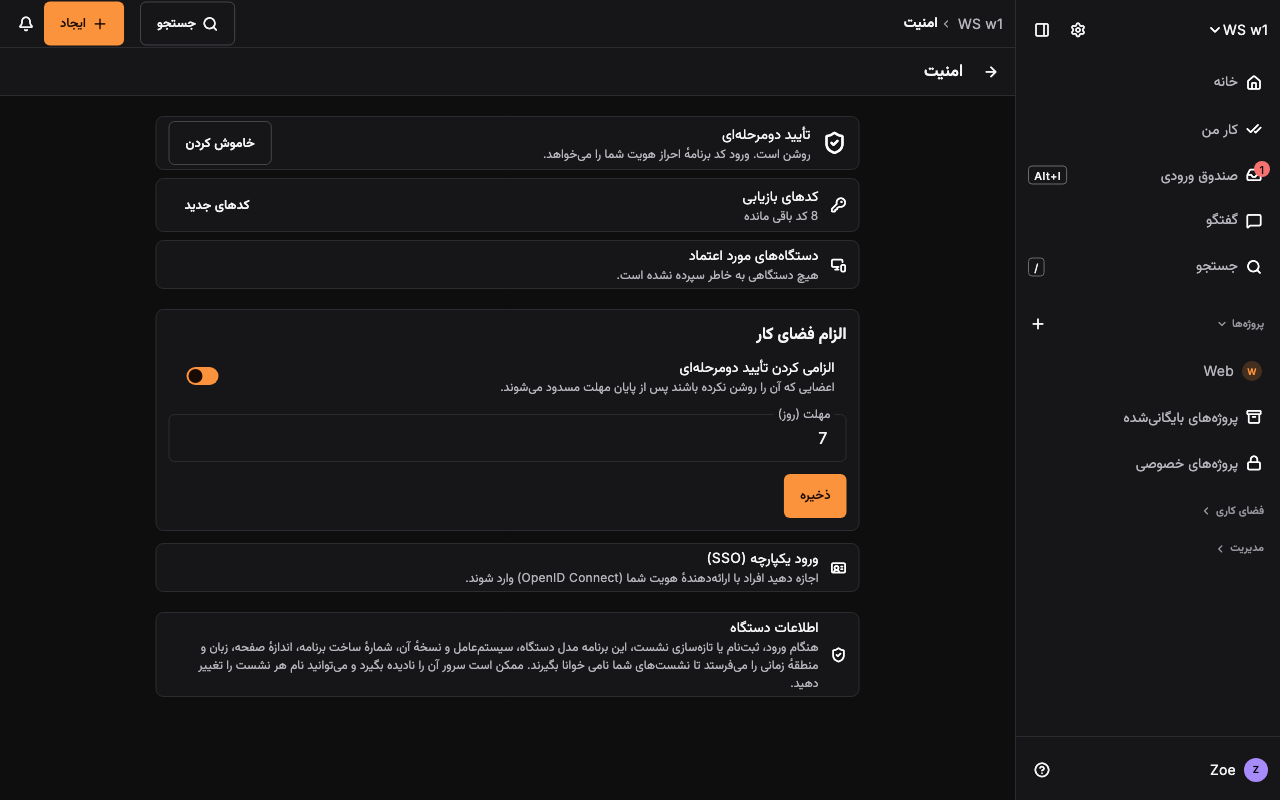 WS w1
خانه
کار من
1
صندوق ورودی
Alt+I
گفتگو
جستجو
/
پروژه‌ها
W
Web
پروژه‌های بایگانی‌شده
پروژه‌های خصوصی
فضای کاری
مدیریت
Z
Zoe
WS w1 › امنیت
جستجو
ایجاد
امنیت
تأیید دومرحله‌ای
روشن است. ورود کد برنامهٔ احراز هویت شما را می‌خواهد.
خاموش کردن
کدهای بازیابی
8 کد باقی مانده
کدهای جدید
دستگاه‌های مورد اعتماد
هیچ دستگاهی به خاطر سپرده نشده است.
الزام فضای کار
الزامی کردن تأیید دومرحله‌ای
اعضایی که آن را روشن نکرده باشند پس از پایان مهلت مسدود می‌شوند.
مهلت (روز)
7
ذخیره
ورود یکپارچه (SSO)
اجازه دهید افراد با ارائه‌دهندهٔ هویت شما (OpenID Connect) وارد شوند.
اطلاعات دستگاه
هنگام ورود، ثبت‌نام یا تازه‌سازی نشست، این برنامه مدل دستگاه، سیستم‌عامل و نسخهٔ آن، شمارهٔ ساخت برنامه، اندازهٔ صفحه، زبان و
منطقهٔ زمانی را می‌فرستد تا نشست‌های شما نامی خوانا بگیرند. ممکن است سرور آن را نادیده بگیرد و می‌توانید نام هر نشست را تغییر
دهید.